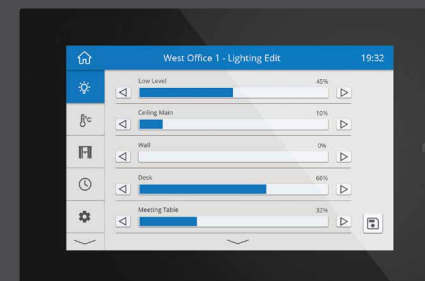 West Office 1 - Lighting Edit 19:32
Low Level 45%
°C
Ceiling Main 10%
Wall 0%
Desk 66%
Meeting Table 32%